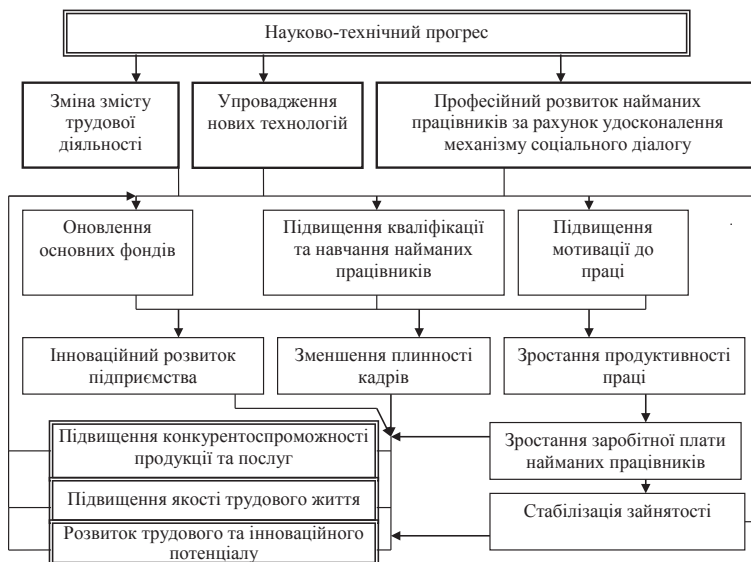 Науково-технічний прогрес
Зміна змісту
трудової
діяльності
Упровадження
нових технологій
Професійний розвиток найманих
працівників за рахунок удосконалення
механізму соціального діалогу
Оновлення
основних фондів
Підвищення кваліфікації
та навчання найманих
працівників
Підвищення
мотивації до
праці
Інноваційний розвиток
підприємства
Зменшення плинності
кадрів
Зростання продуктивності
праці
Підвищення конкурентоспроможності
продукції та послуг
Зростання заробітної плати
найманих працівників
Підвищення якості трудового життя
Стабілізація зайнятості
Розвиток трудового та інноваційного
потенціалу